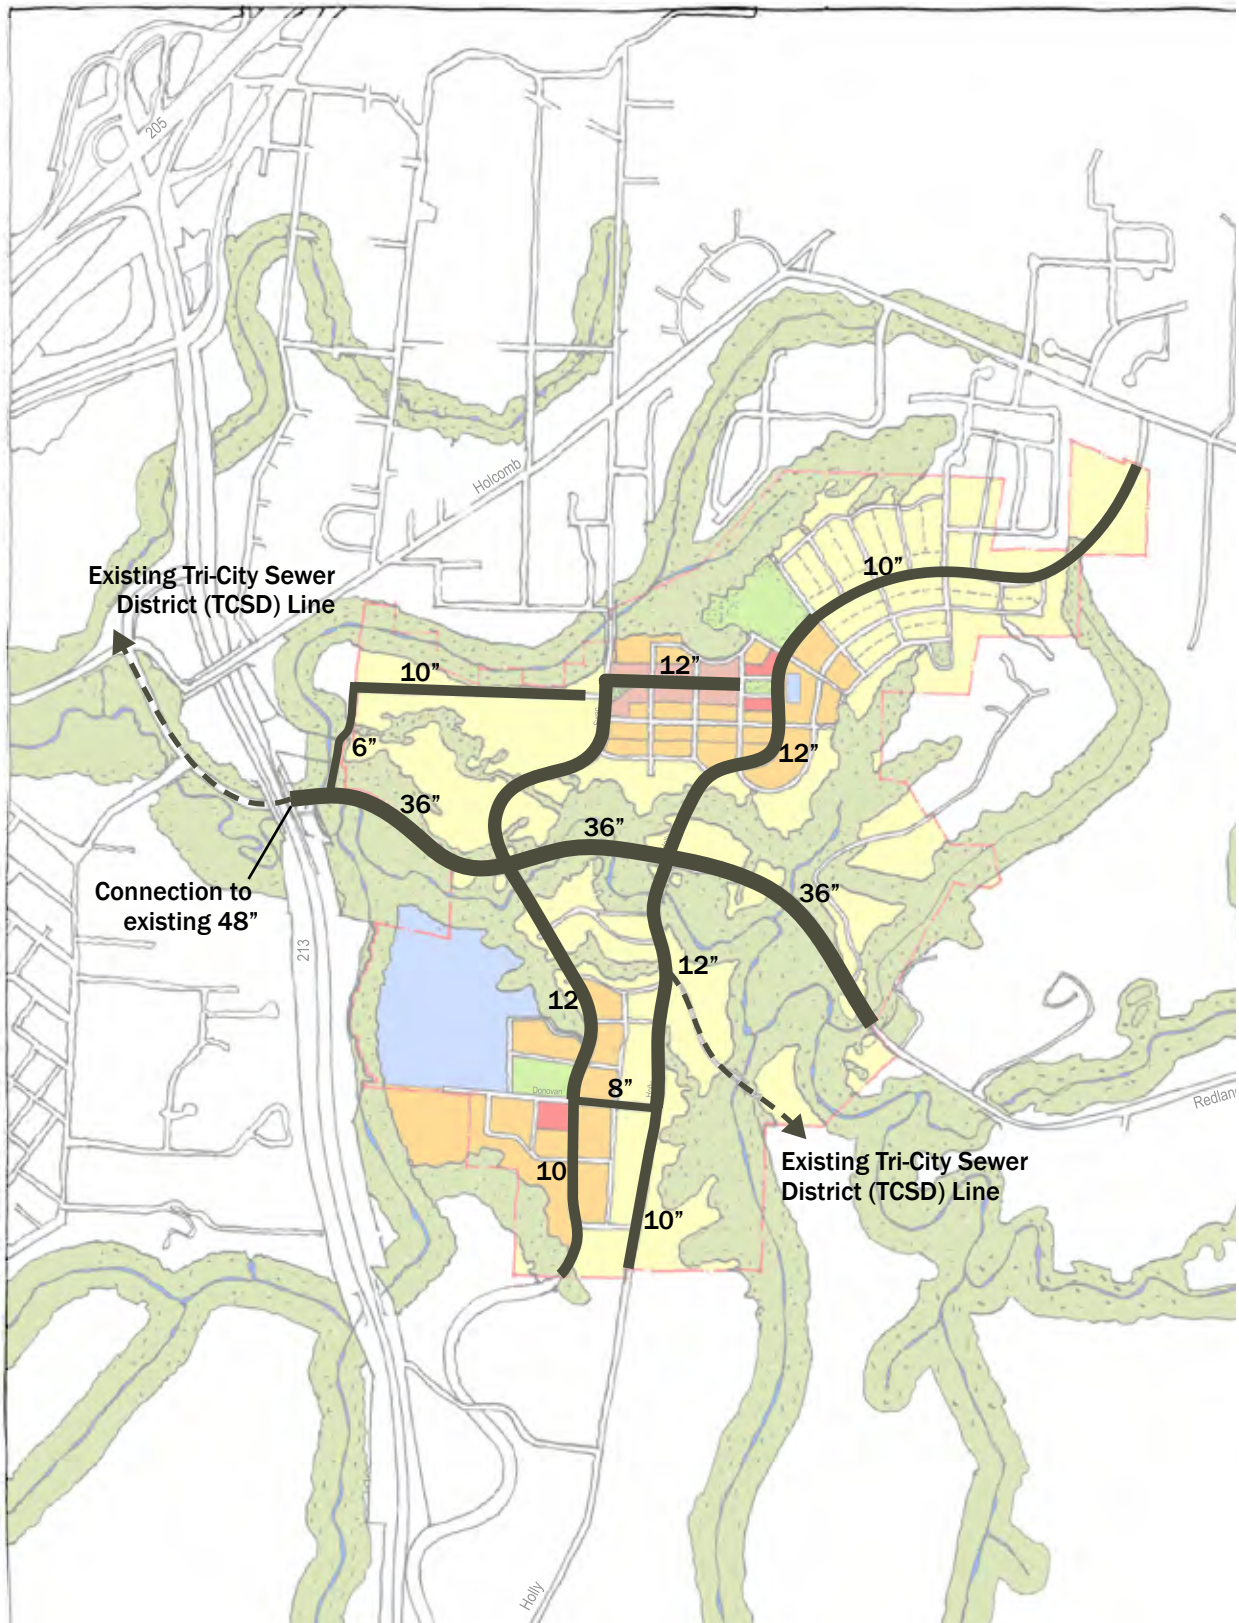 205
Holcomb
Existing Tri-City Sewer
District (TCSD) Line
10”
10”
12”
6”
12”
36”
36”
36”
Connection to
existing 48”
213
12”
12
Donovan
8”
Holly
10
10”
Redland
Existing Tri-City Sewer
District (TCSD) Line
Holly